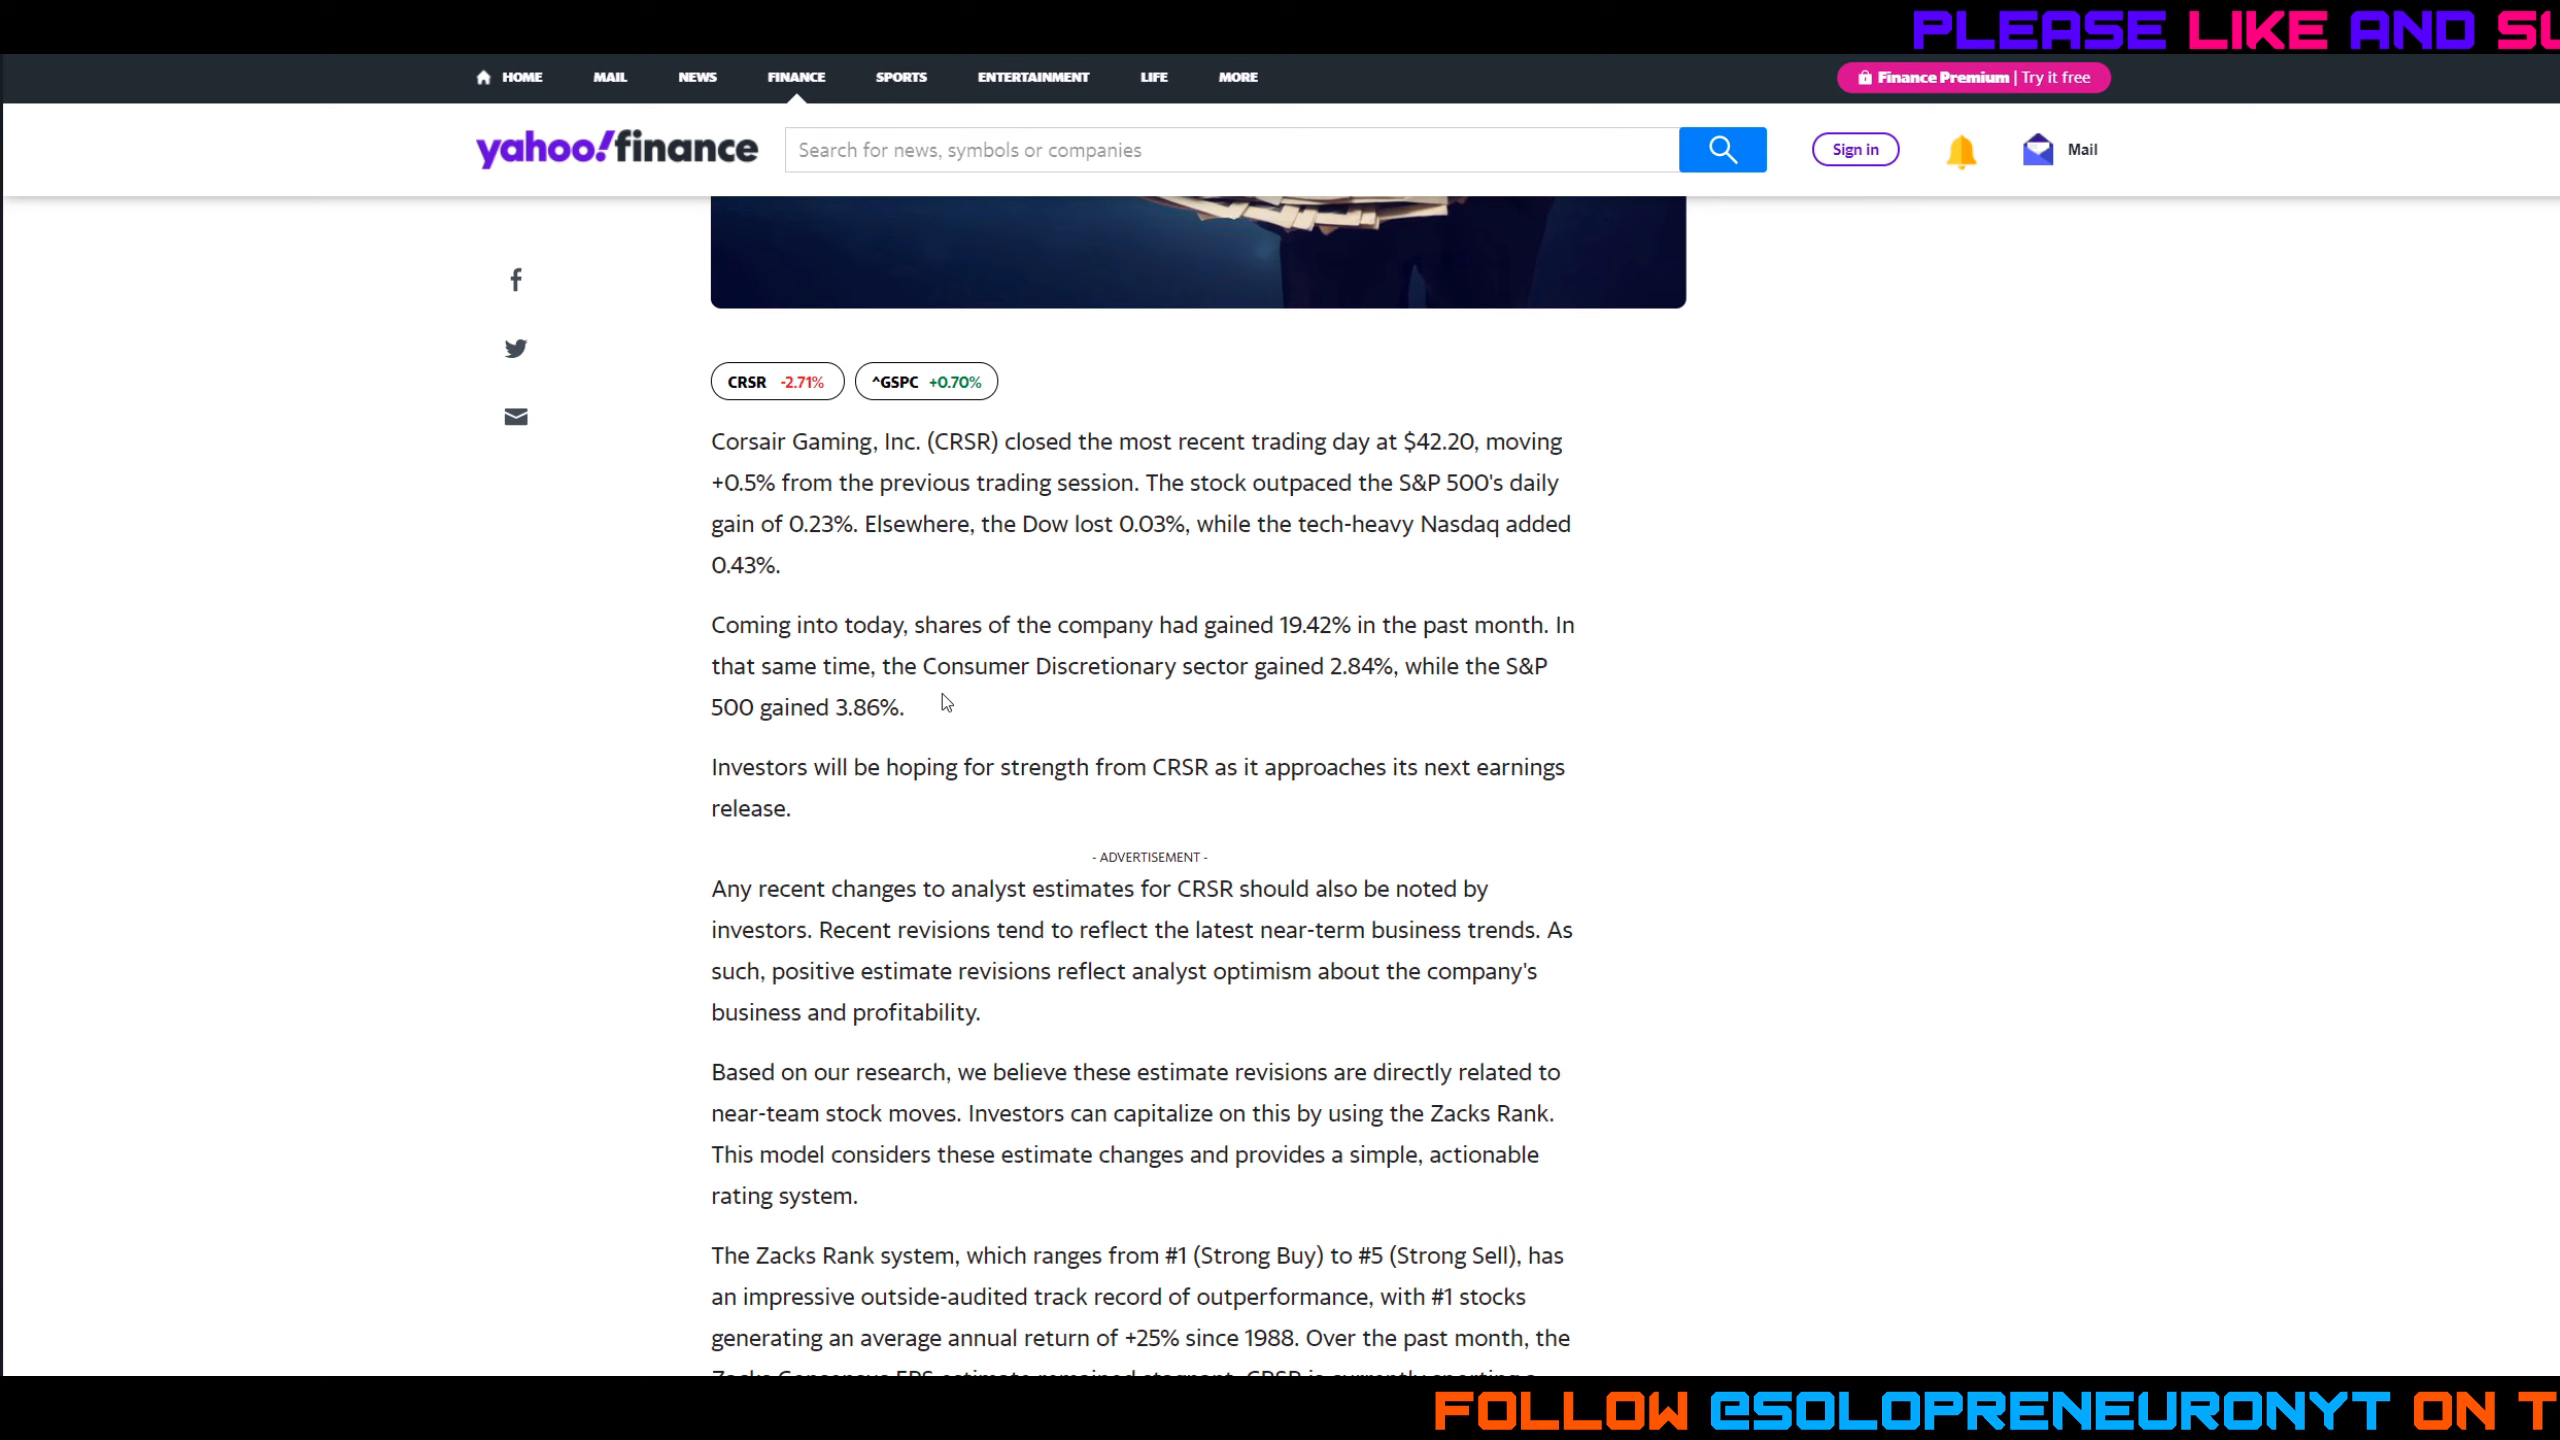 PLEASE LIKE AND SU
HOME MAIL NEWS FINANCE SPORTS ENTERTAINMENT LIFE MORE Finance Premium | Try it free
yahoo!finance Search for news, symbols or companies Sign in Mail
CRSR -2.71% ^GSPC +0.70%
Corsair Gaming, Inc. (CRSR) closed the most recent trading day at $42.20, moving
+0.5% from the previous trading session. The stock outpaced the S&P 500's daily
gain of 0.23%. Elsewhere, the Dow lost 0.03%, while the tech-heavy Nasdaq added
0.43%.
Coming into today, shares of the company had gained 19.42% in the past month. In
that same time, the Consumer Discretionary sector gained 2.84%, while the S&P
500 gained 3.86%.
Investors will be hoping for strength from CRSR as it approaches its next earnings
release.
- ADVERTISEMENT -
Any recent changes to analyst estimates for CRSR should also be noted by
investors. Recent revisions tend to reflect the latest near-term business trends. As
such, positive estimate revisions reflect analyst optimism about the company's
business and profitability.
Based on our research, we believe these estimate revisions are directly related to
near-team stock moves. Investors can capitalize on this by using the Zacks Rank.
This model considers these estimate changes and provides a simple, actionable
rating system.
The Zacks Rank system, which ranges from #1 (Strong Buy) to #5 (Strong Sell), has
an impressive outside-audited track record of outperformance, with #1 stocks
generating an average annual return of +25% since 1988. Over the past month, the
Zacks Consensus EPS estimate remained stagnant. CRSR is currently sporting a
FOLLOW @SOLOPRENEURONYT ON T